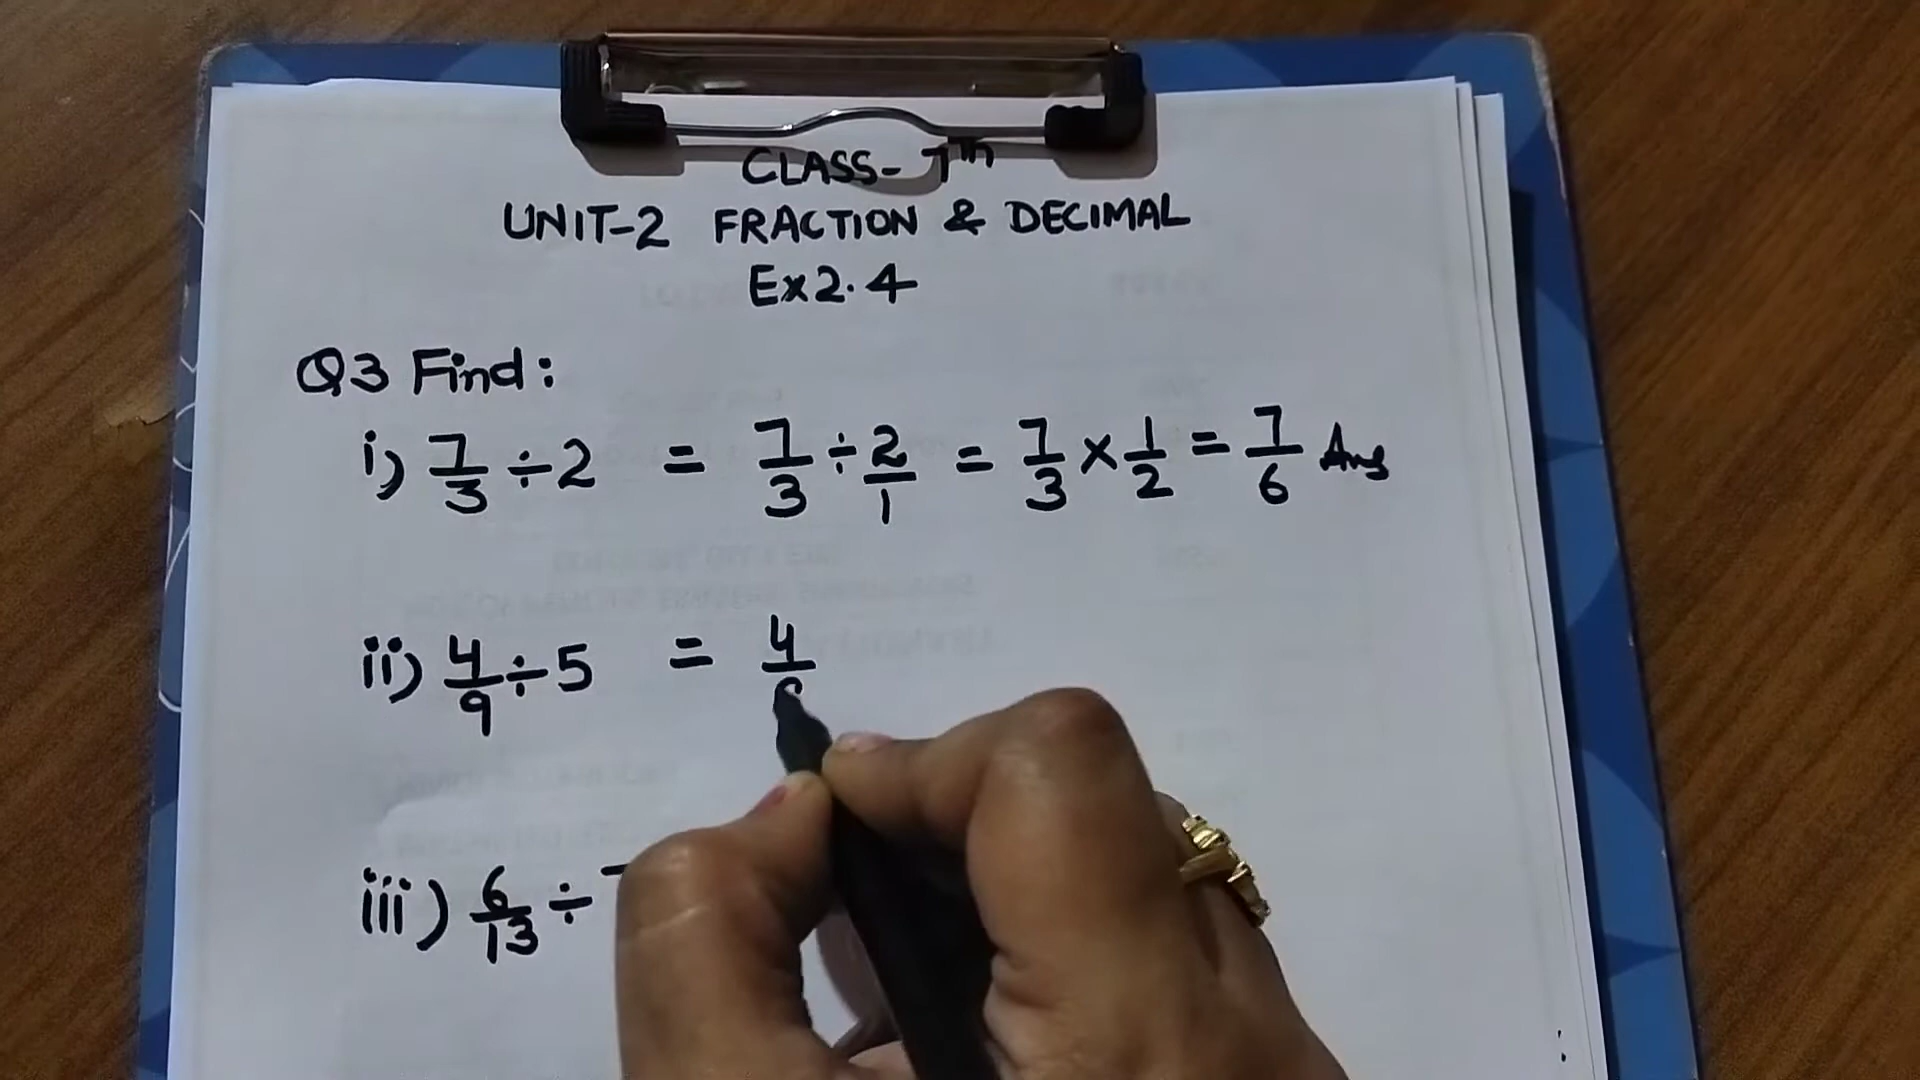 CLASS- 7th
UNIT-2 FRACTION & DECIMAL
Ex2.4
Q3 Find:
i) 7/3 ÷ 2 = 7/3 ÷ 2/1 = 7/3 × 1/2 = 7/6 Ans
ii) 4/9 ÷ 5 = 4/
iii) 6/13 ÷